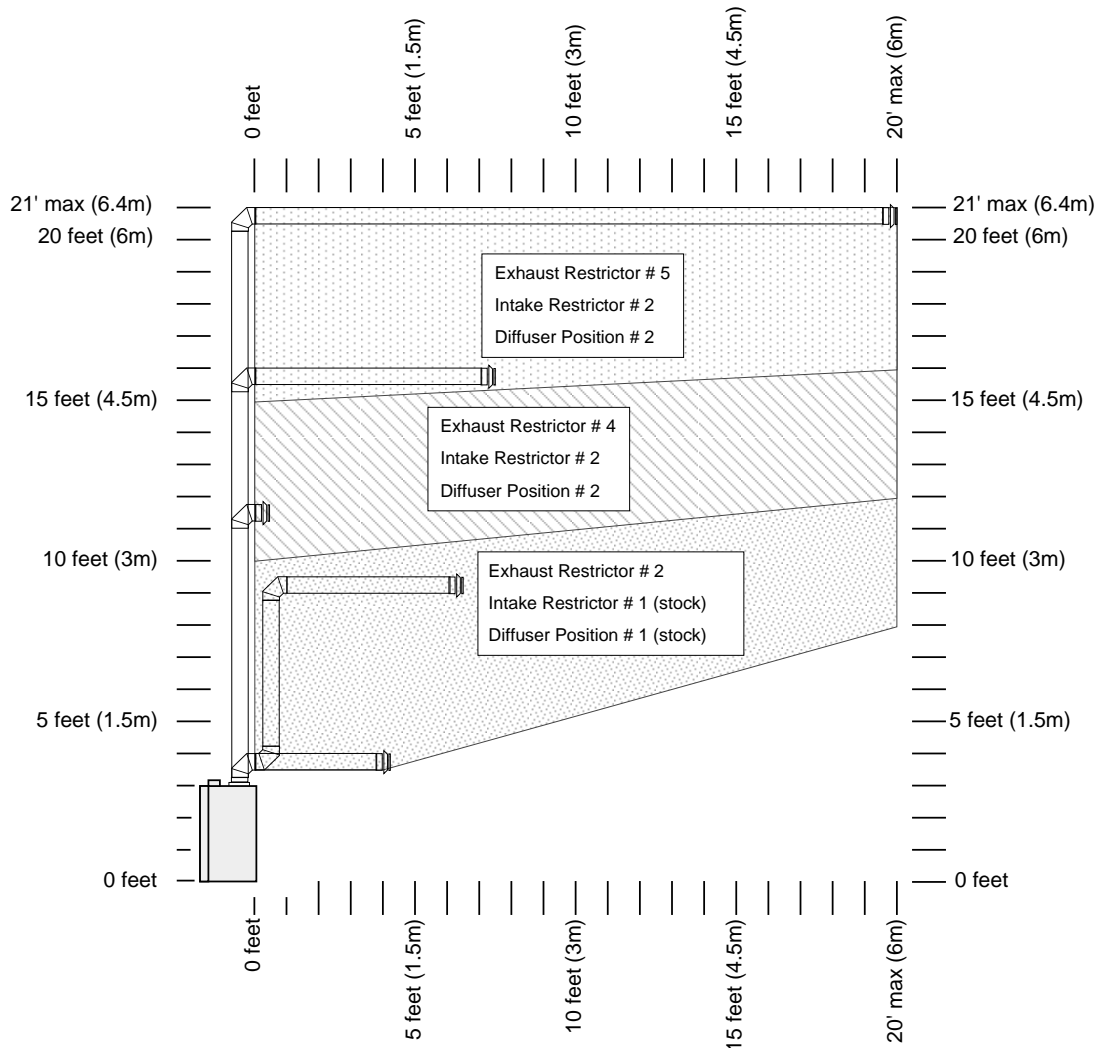 0 feet
5 feet (1.5m)
10 feet (3m)
15 feet (4.5m)
20' max (6m)
21' max (6.4m)
20 feet (6m)
15 feet (4.5m)
10 feet (3m)
5 feet (1.5m)
0 feet
Exhaust Restrictor # 5
Intake Restrictor # 2
Diffuser Position # 2
Exhaust Restrictor # 4
Intake Restrictor # 2
Diffuser Position # 2
Exhaust Restrictor # 2
Intake Restrictor # 1 (stock)
Diffuser Position # 1 (stock)
21' max (6.4m)
20 feet (6m)
15 feet (4.5m)
10 feet (3m)
5 feet (1.5m)
0 feet
0 feet
5 feet (1.5m)
10 feet (3m)
15 feet (4.5m)
20' max (6m)